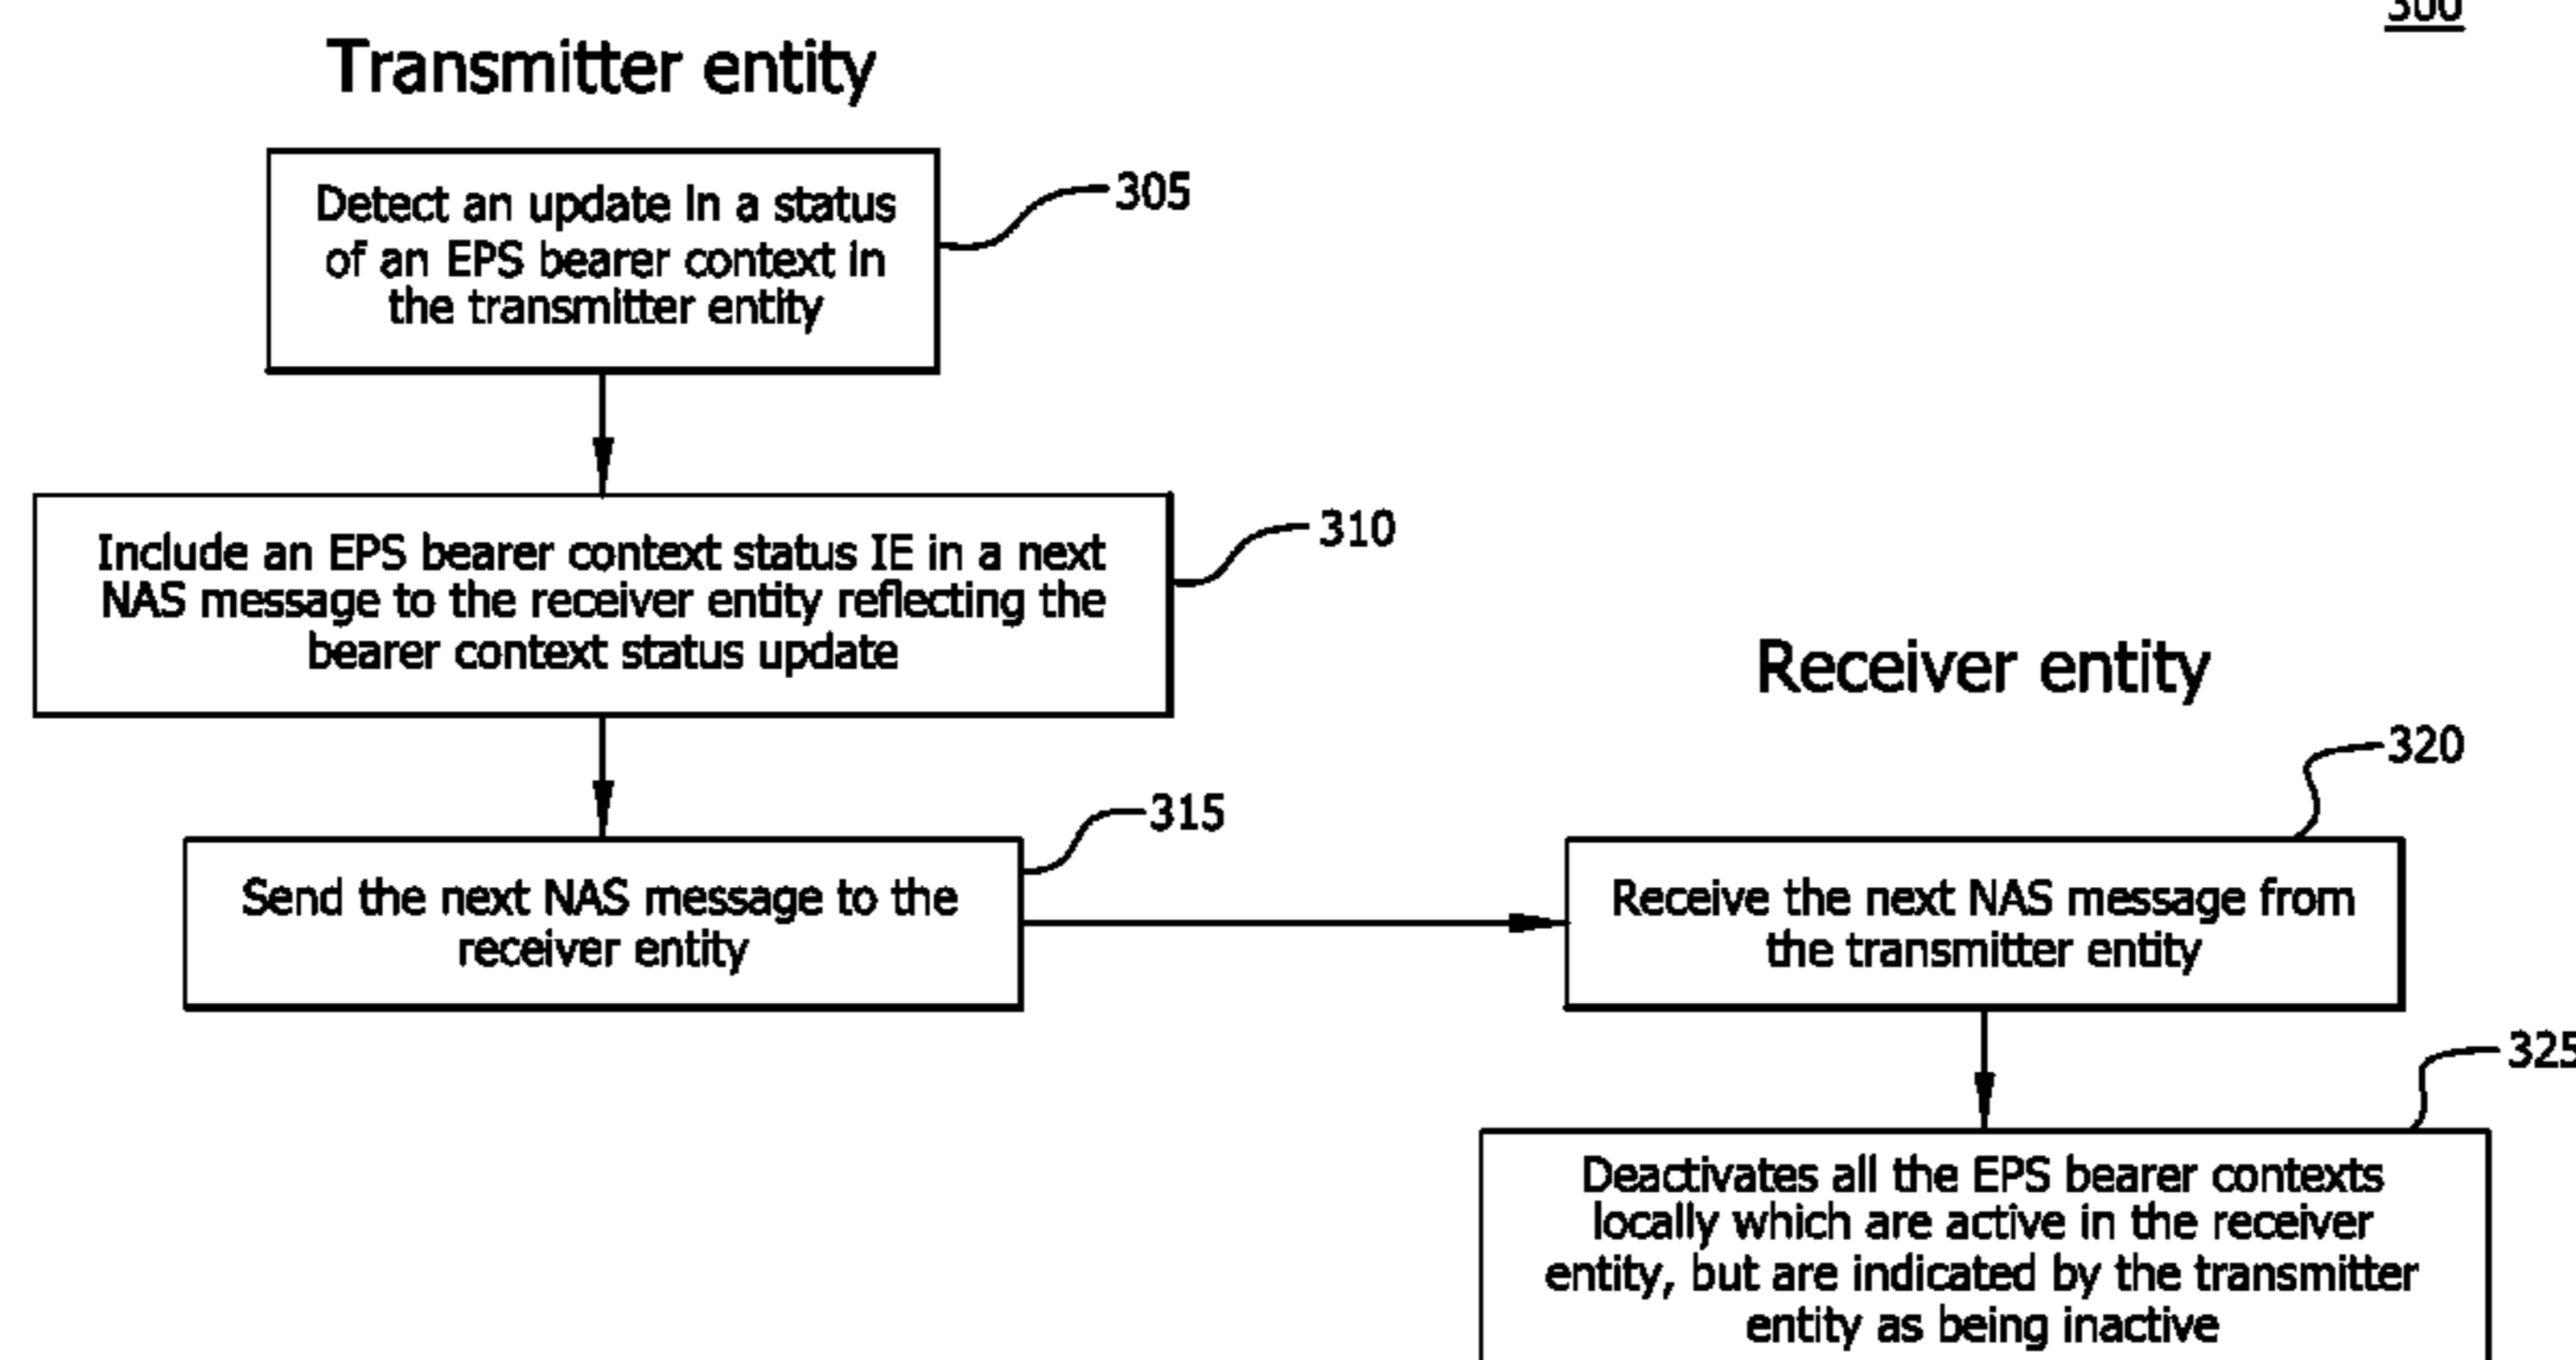 300
Transmitter entity
Detect an update in a status
of an EPS bearer context in
the transmitter entity
305
Include an EPS bearer context status IE in a next
NAS message to the receiver entity reflecting the
bearer context status update
310
Receiver entity
315
Send the next NAS message to the
receiver entity
320
Receive the next NAS message from
the transmitter entity
325
Deactivates all the EPS bearer contexts
locally which are active in the receiver
entity, but are indicated by the transmitter
entity as being inactive